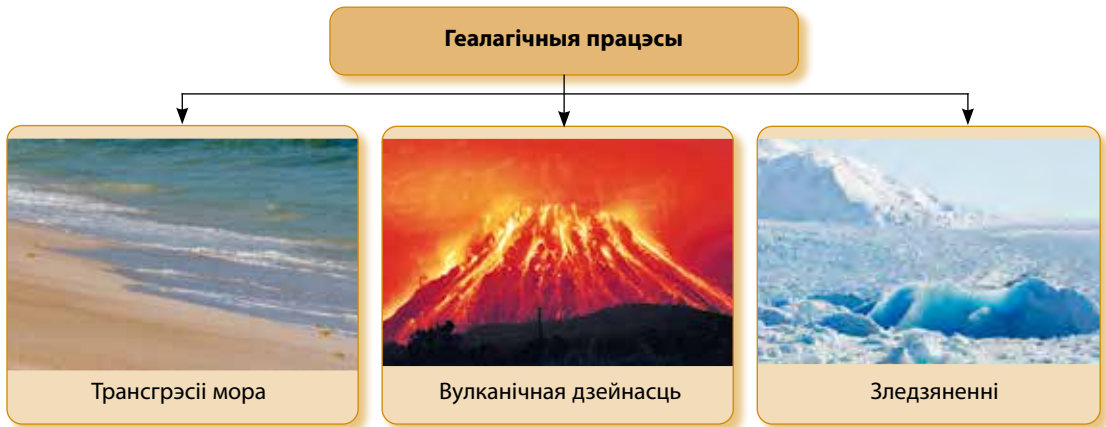 Геалагічныя працэсы
Трансгрэсіі мора
Вулканічная дзейнасць
Зледзяненні